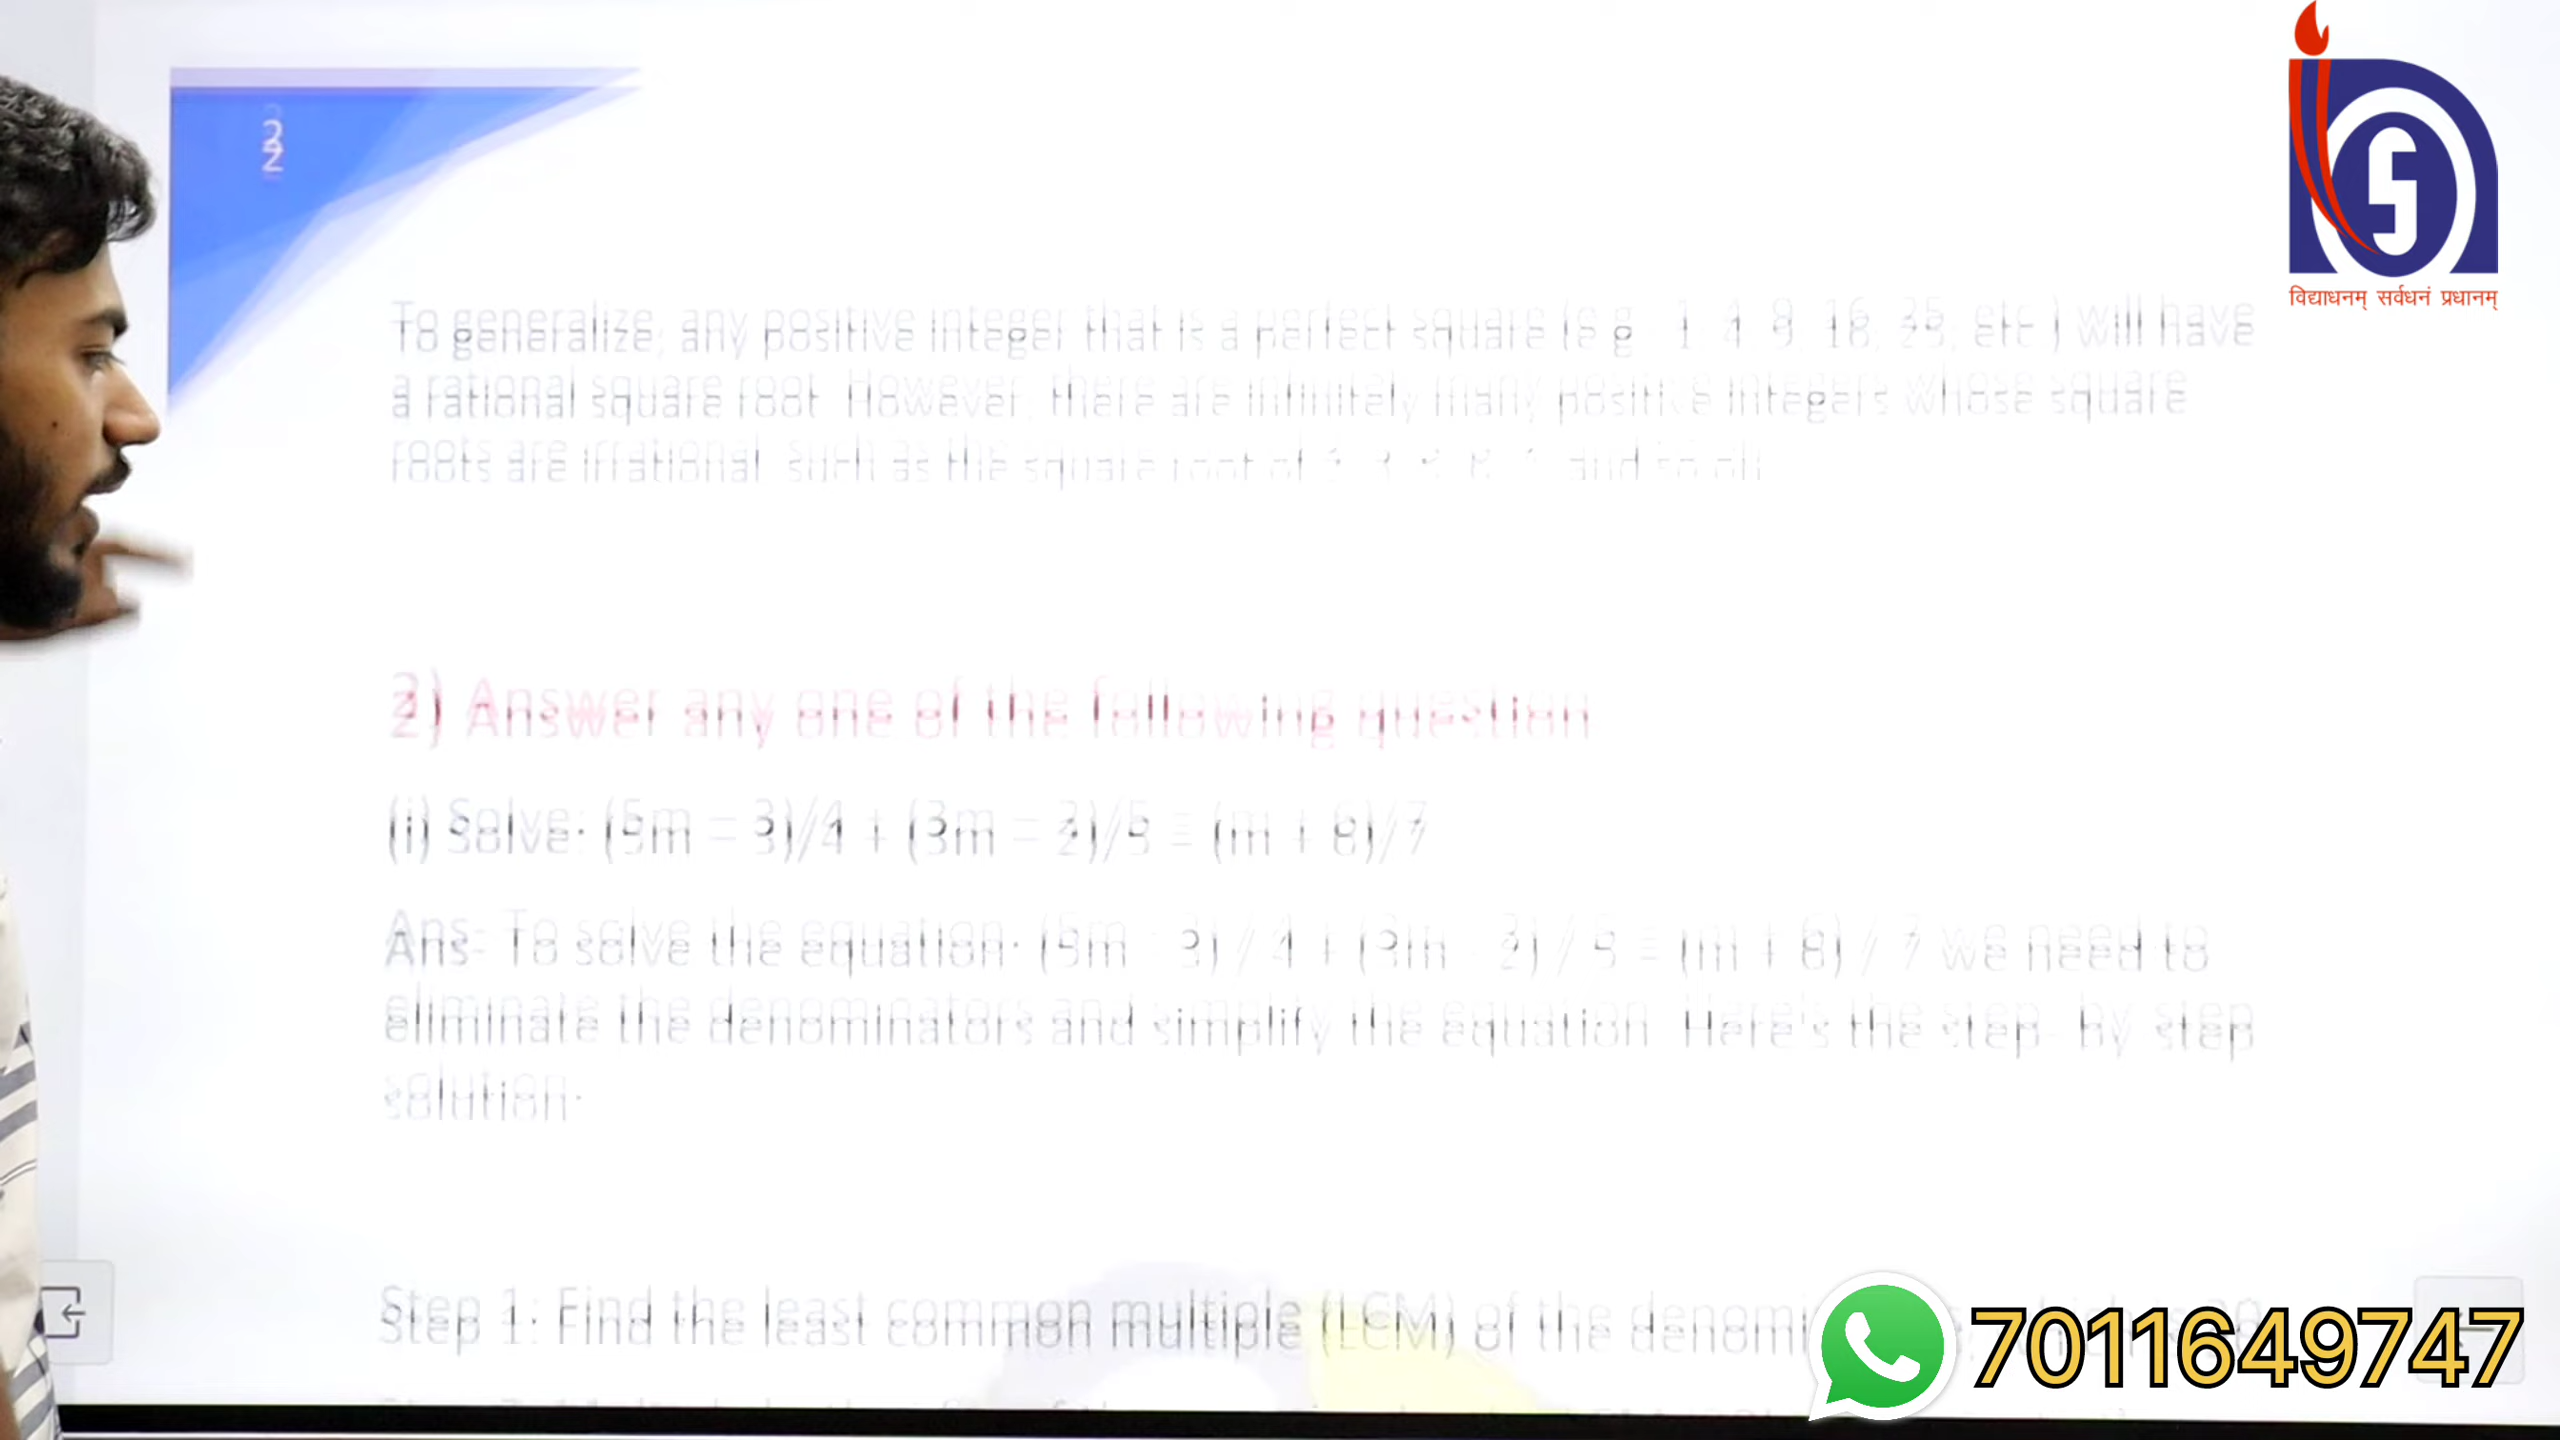 विद्याधनम् सर्वधनं प्रधानम्
To generalize, any positive integer that is a perfect square (e.g., 1, 4, 9, 16, 25, etc.) will have
a rational square root. However, there are infinitely many positive integers whose square
roots are irrational, such as the square root of and so on.
2) Answer any one of the following question
(i) Solve: (5m – 3)/4 + (3m – 2)/5 = (m + 6)/7
Ans- To solve the equation: (5m - 3) / 4 + (3m - 2) / 5 = (m + 6) / 7 we need to
eliminate the denominators and simplify the equation. Here's the step- by step
solution:
Step 1: Find the least common multiple (LCM) of the
7011649747